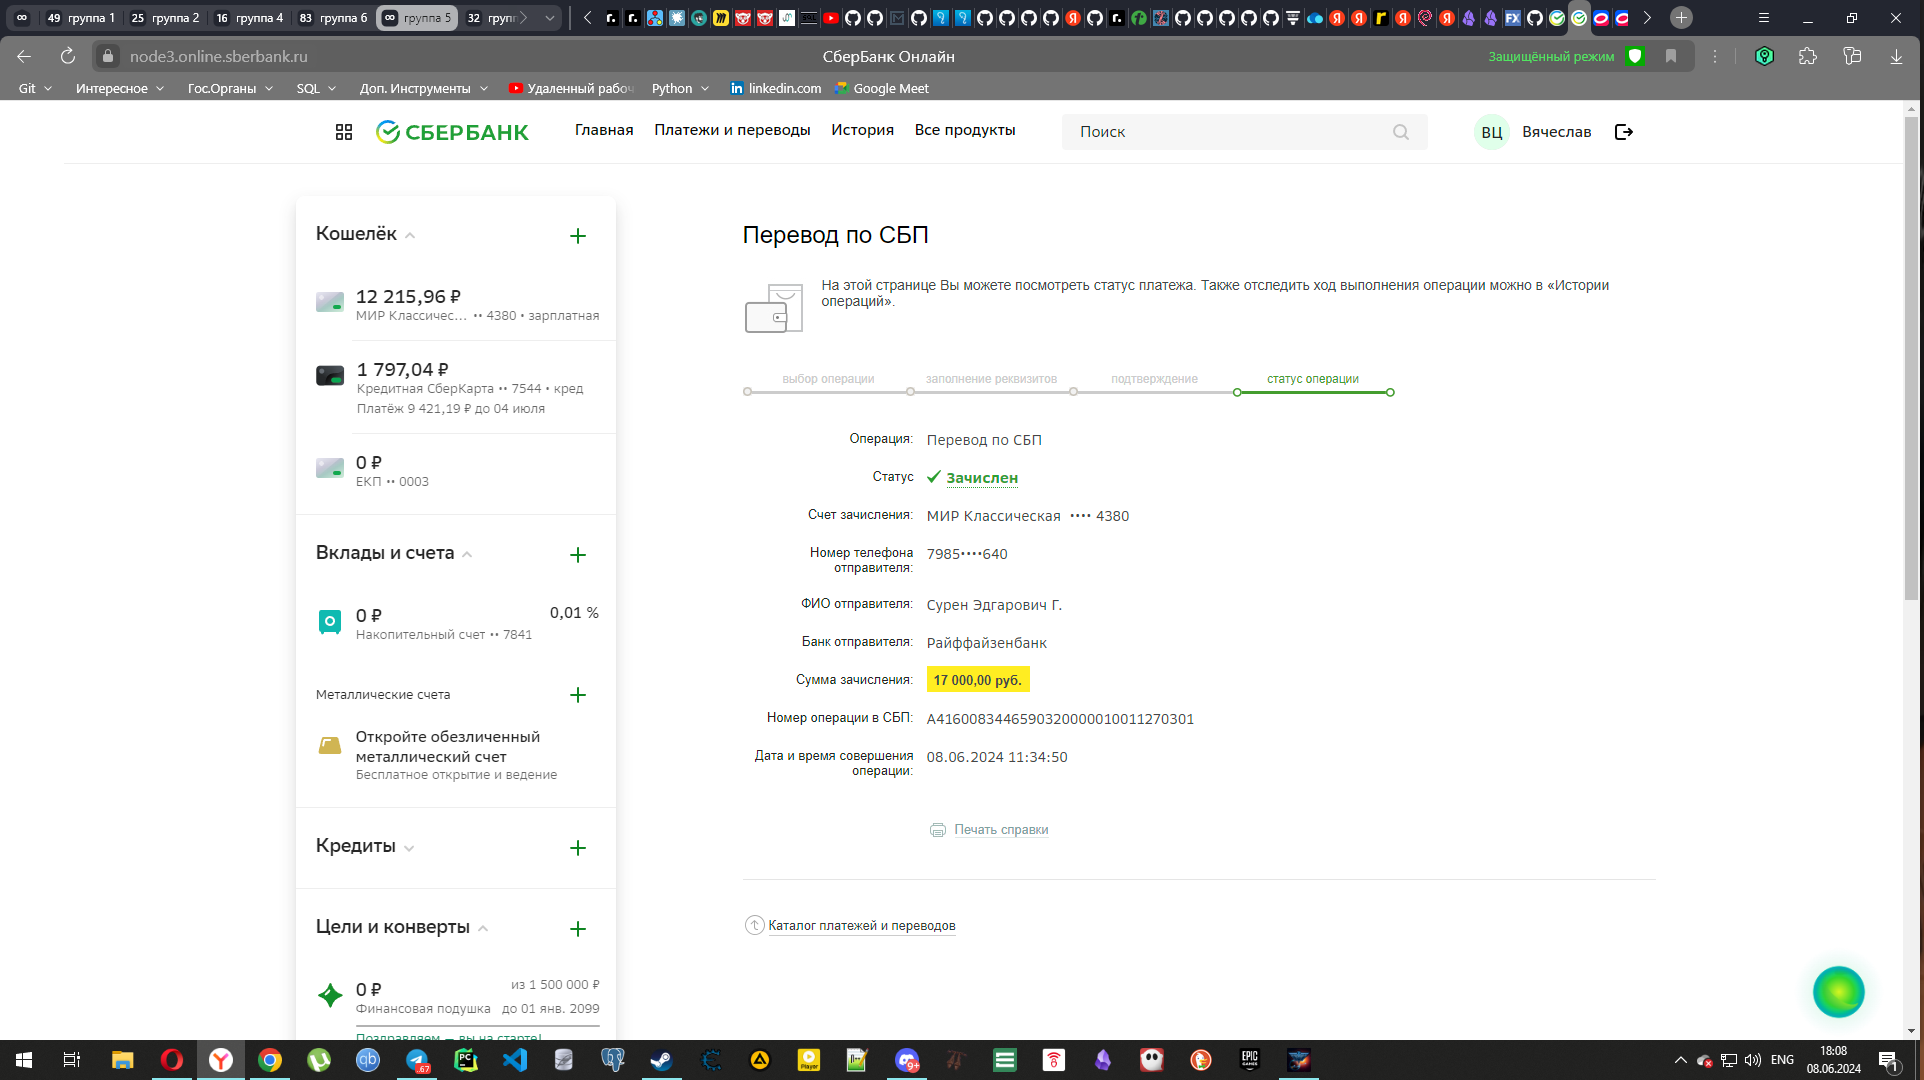 49 группа 1
25 группа 2
16 группа 4
83 группа 6
группа 5
32 групп
node3.online.sberbank.ru
СберБанк Онлайн
Защищённый режим
Git
Интересное
Гос.Органы
SQL
Доп. Инструменты
Удаленный рабоч
Python
linkedin.com
Google Meet
СБЕРБАНК
Главная
Платежи и переводы
История
Все продукты
Поиск
ВЦ
Вячеслав
Кошелёк
12 215,96 ₽
МИР Классичес... •• 4380 • зарплатная
1 797,04 ₽
Кредитная СберКарта •• 7544 • кред
Платёж 9 421,19 ₽ до 04 июля
0 ₽
ЕКП •• 0003
Вклады и счета
0 ₽
0,01 %
Накопительный счет •• 7841
Металлические счета
Откройте обезличенный
металлический счет
Бесплатное открытие и ведение
Кредиты
Цели и конверты
0 ₽
из 1 500 000 ₽
Финансовая подушка
до 01 янв. 2099
Поздравляем — вы на старте!
Перевод по СБП
На этой странице Вы можете посмотреть статус платежа. Также отследить ход выполнения операции можно в «Истории
операций».
выбор операции
заполнение реквизитов
подтверждение
статус операции
Операция: Перевод по СБП
Статус Зачислен
Счет зачисления: МИР Классическая •••• 4380
Номер телефона
отправителя: 7985••••640
ФИО отправителя: Сурен Эдгарович Г.
Банк отправителя: Райффайзенбанк
Сумма зачисления: 17 000,00 руб.
Номер операции в СБП: A4160083446590320000010011270301
Дата и время совершения
операции: 08.06.2024 11:34:50
Печать справки
Каталог платежей и переводов
ENG
18:08
08.06.2024